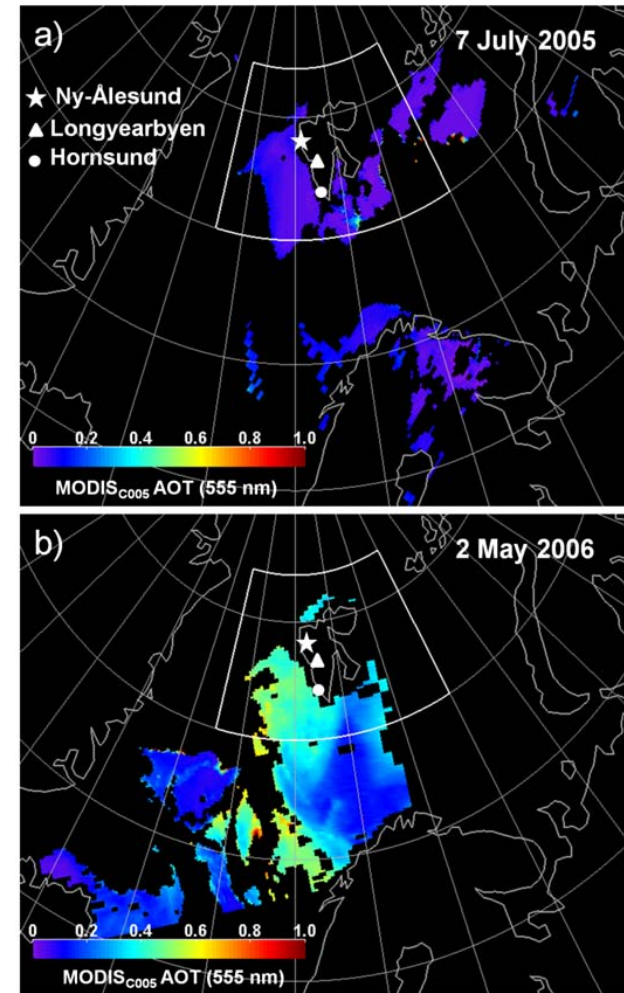 a)
7 July 2005
Ny-Ålesund
Longyearbyen
Hornsund
0 0.2 0.4 0.6 0.8 1.0
MODISC005 AOT (555 nm)
b)
2 May 2006
0 0.2 0.4 0.6 0.8 1.0
MODISC005 AOT (555 nm)